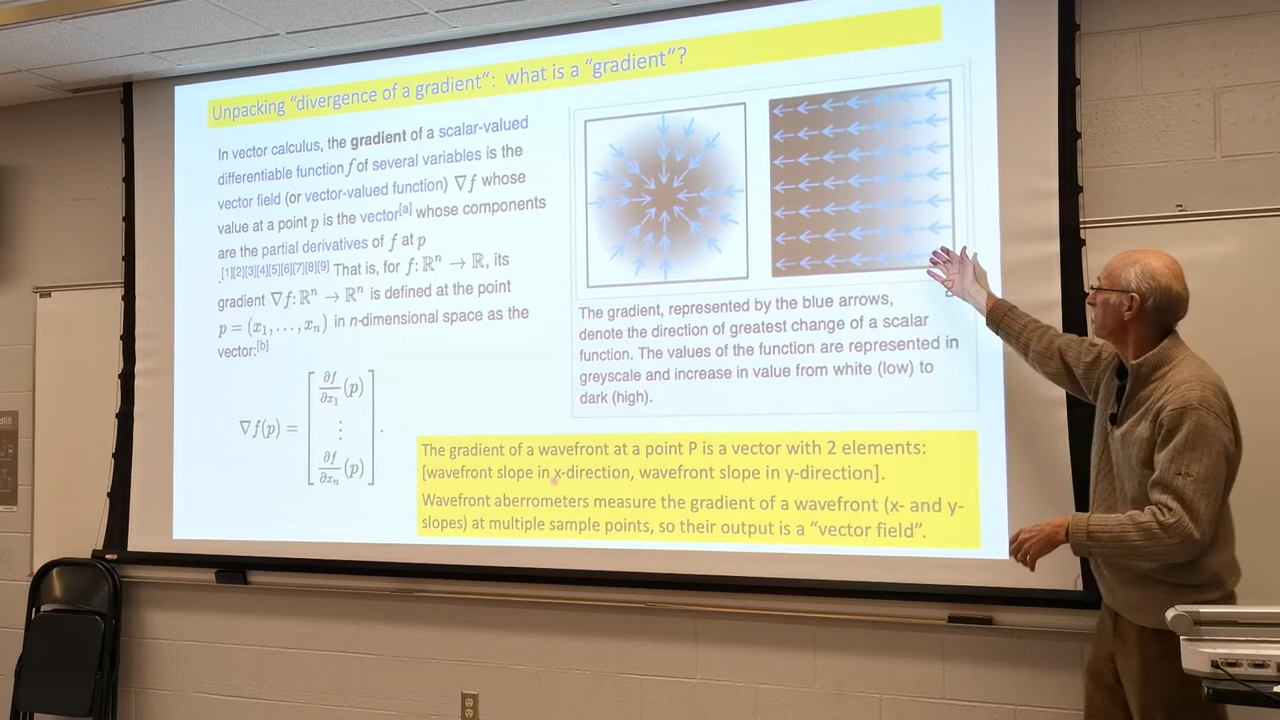 Unpacking “divergence of a gradient”: what is a “gradient”?
In vector calculus, the gradient of a scalar-valued
differentiable function f of several variables is the
vector field (or vector-valued function) ∇f whose
value at a point p is the vector[a] whose components
are the partial derivatives of f at p
.[1][2][3][4][5][6][7][8][9] That is, for f: ℝⁿ → ℝ, its
gradient ∇f: ℝⁿ → ℝⁿ is defined at the point
p = (x₁, . . . , xₙ) in n-dimensional space as the
vector:[b]
∇f(p) = [ ∂f/∂x₁ (p) ⋮ ∂f/∂xₙ (p) ] .
The gradient, represented by the blue arrows,
denote the direction of greatest change of a scalar
function. The values of the function are represented in
greyscale and increase in value from white (low) to
dark (high).
The gradient of a wavefront at a point P is a vector with 2 elements:
[wavefront slope in x-direction, wavefront slope in y-direction].
Wavefront aberrometers measure the gradient of a wavefront (x- and y-
slopes) at multiple sample points, so their output is a “vector field”.